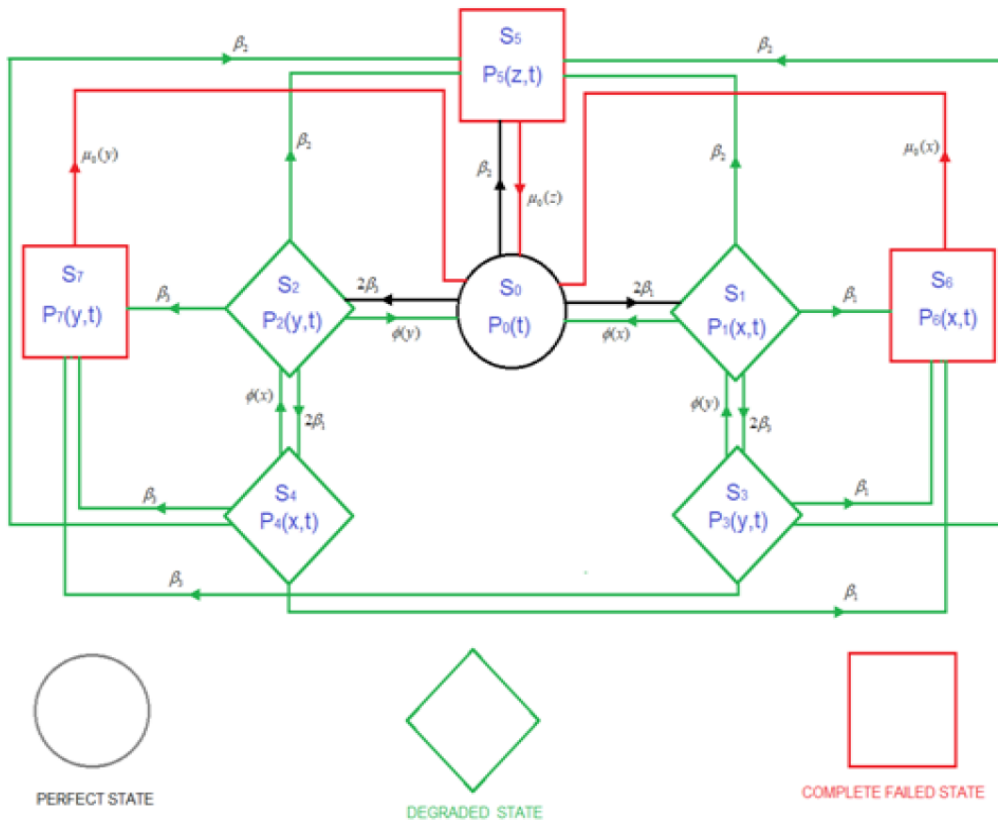 S5
P5(z,t)
β2
β2
β2
β2
β2
μ0(y)
μ0(x)
μ0(z)
S7
P7(y,t)
S2
P2(y,t)
S0
P0(t)
S1
P1(x,t)
S6
P6(x,t)
β3
2β3
ϕ(y)
2β1
ϕ(x)
β1
ϕ(x)
2β1
ϕ(y)
2β3
S4
P4(x,t)
S3
P3(y,t)
β3
β1
β3
β1
PERFECT STATE
DEGRADED STATE
COMPLETE FAILED STATE